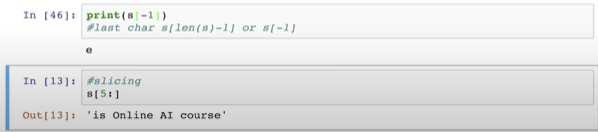 In [46]: print(s[-1])
#last char s[len(s)-1] or s[-1]
e
In [13]: #slicing
s[5:]
Out[13]: 'is Online AI course'